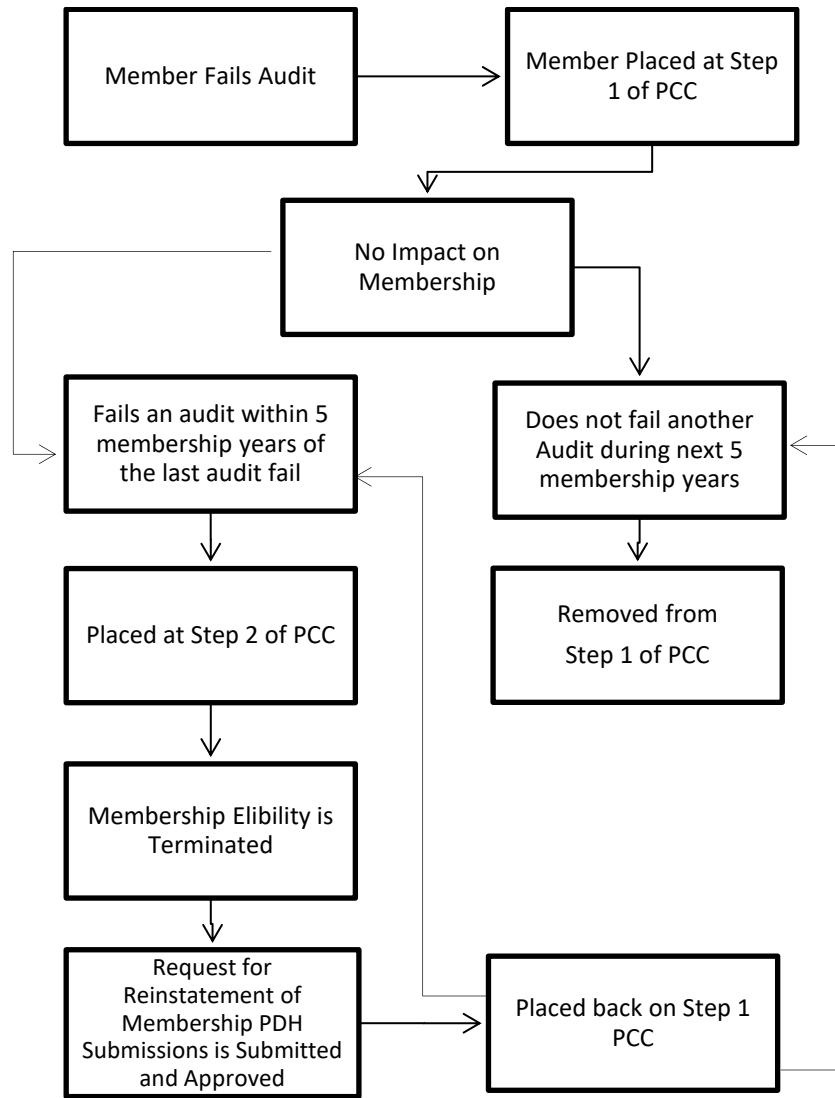 Member Fails Audit
Member Placed at Step
1 of PCC
No Impact on
Membership
Fails an audit within 5
membership years of
the last audit fail
Does not fail another
Audit during next 5
membership years
Placed at Step 2 of PCC
Removed from
Step 1 of PCC
Membership Elibility is
Terminated
Request for
Reinstatement of
Membership PDH
Submissions is Submitted
and Approved
Placed back on Step 1
PCC